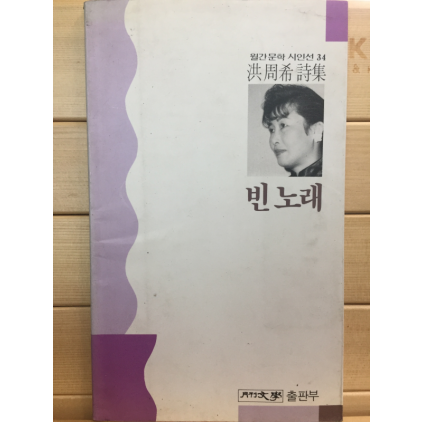 월간문학 시인선 34
洪周希 詩集
빈 노래
月刊文學 출판부
K